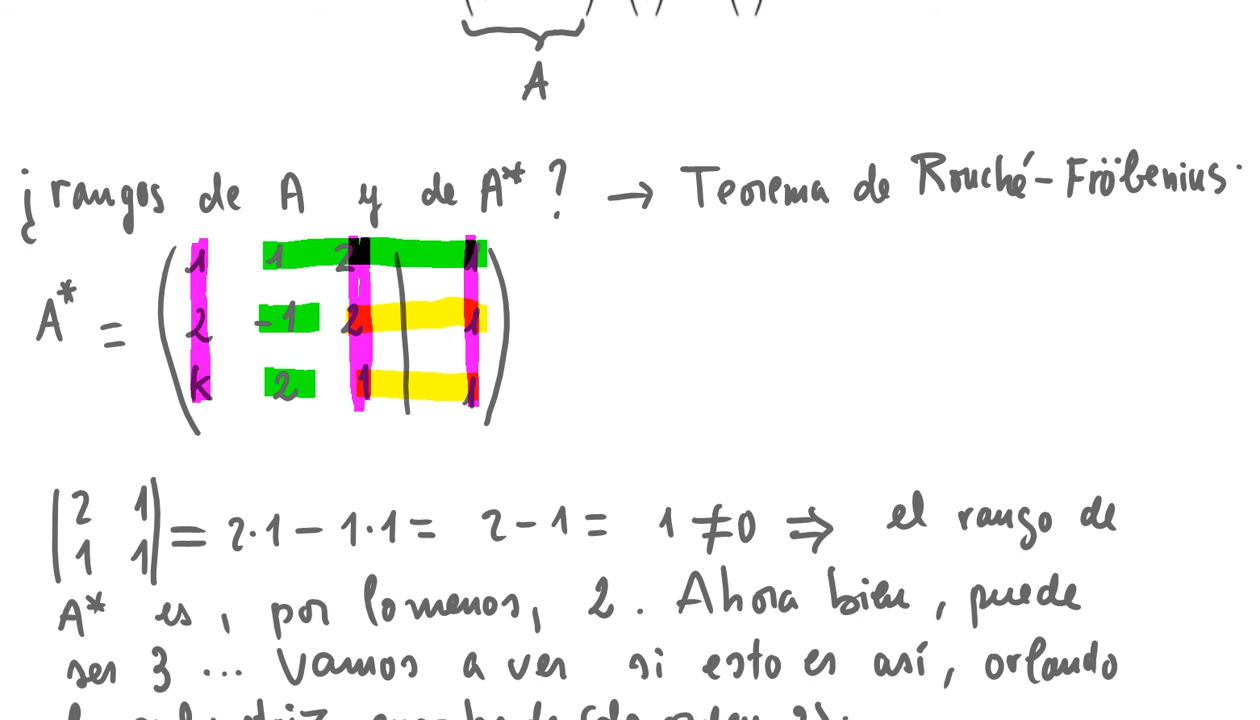 A
¿rangos de A y de A* ? → Teorema de Rouché-Fröbenius.
1 1 2 | 1
A* = ( 2 -1 2 | 1 )
k 2 1 | 1
|2 1|
|1 1| = 2·1 - 1·1 = 2-1 = 1 ≠ 0 ⇒ el rango de
A* es, por lo menos, 2. Ahora bien, puede
ser 3 ... Vamos a ver si esto es así, orlando